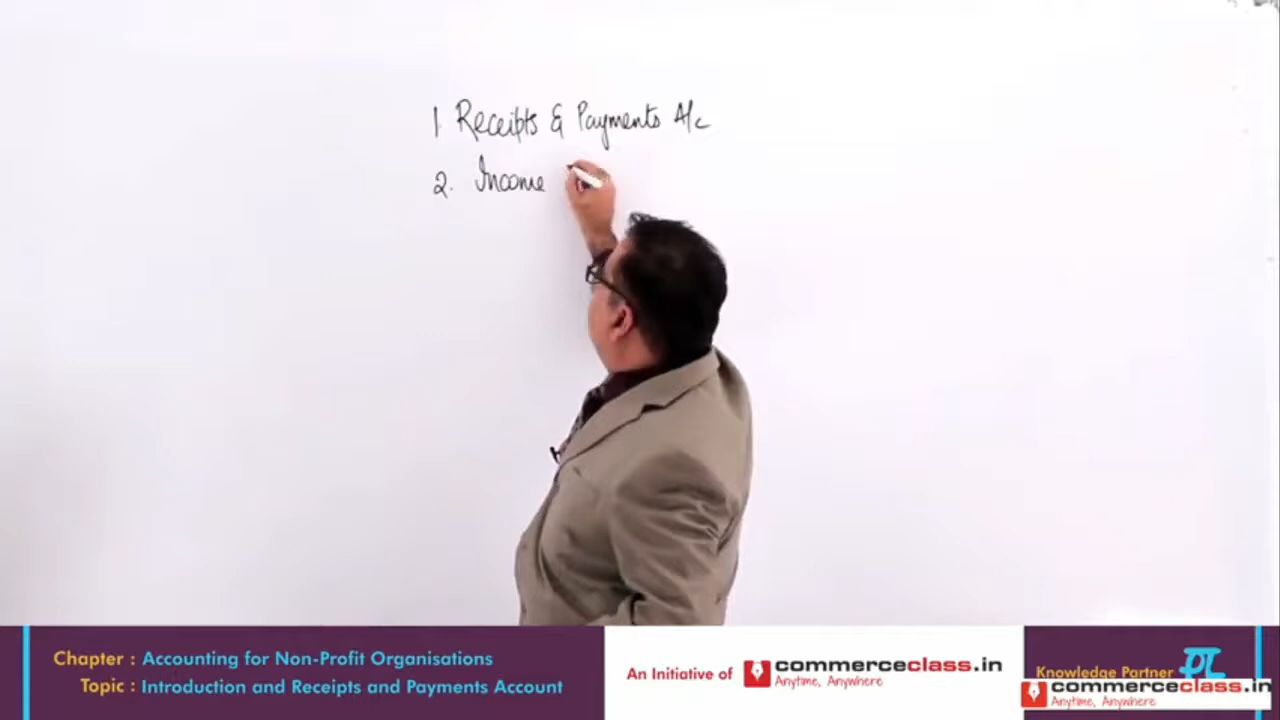 1. Receipts & Payments A/c
2. Income
Chapter : Accounting for Non-Profit Organisations
Topic : Introduction and Receipts and Payments Account
An Initiative of
commerceclass.in
Anytime, Anywhere
Knowledge Partner
commerceclass.in
Anytime, Anywhere